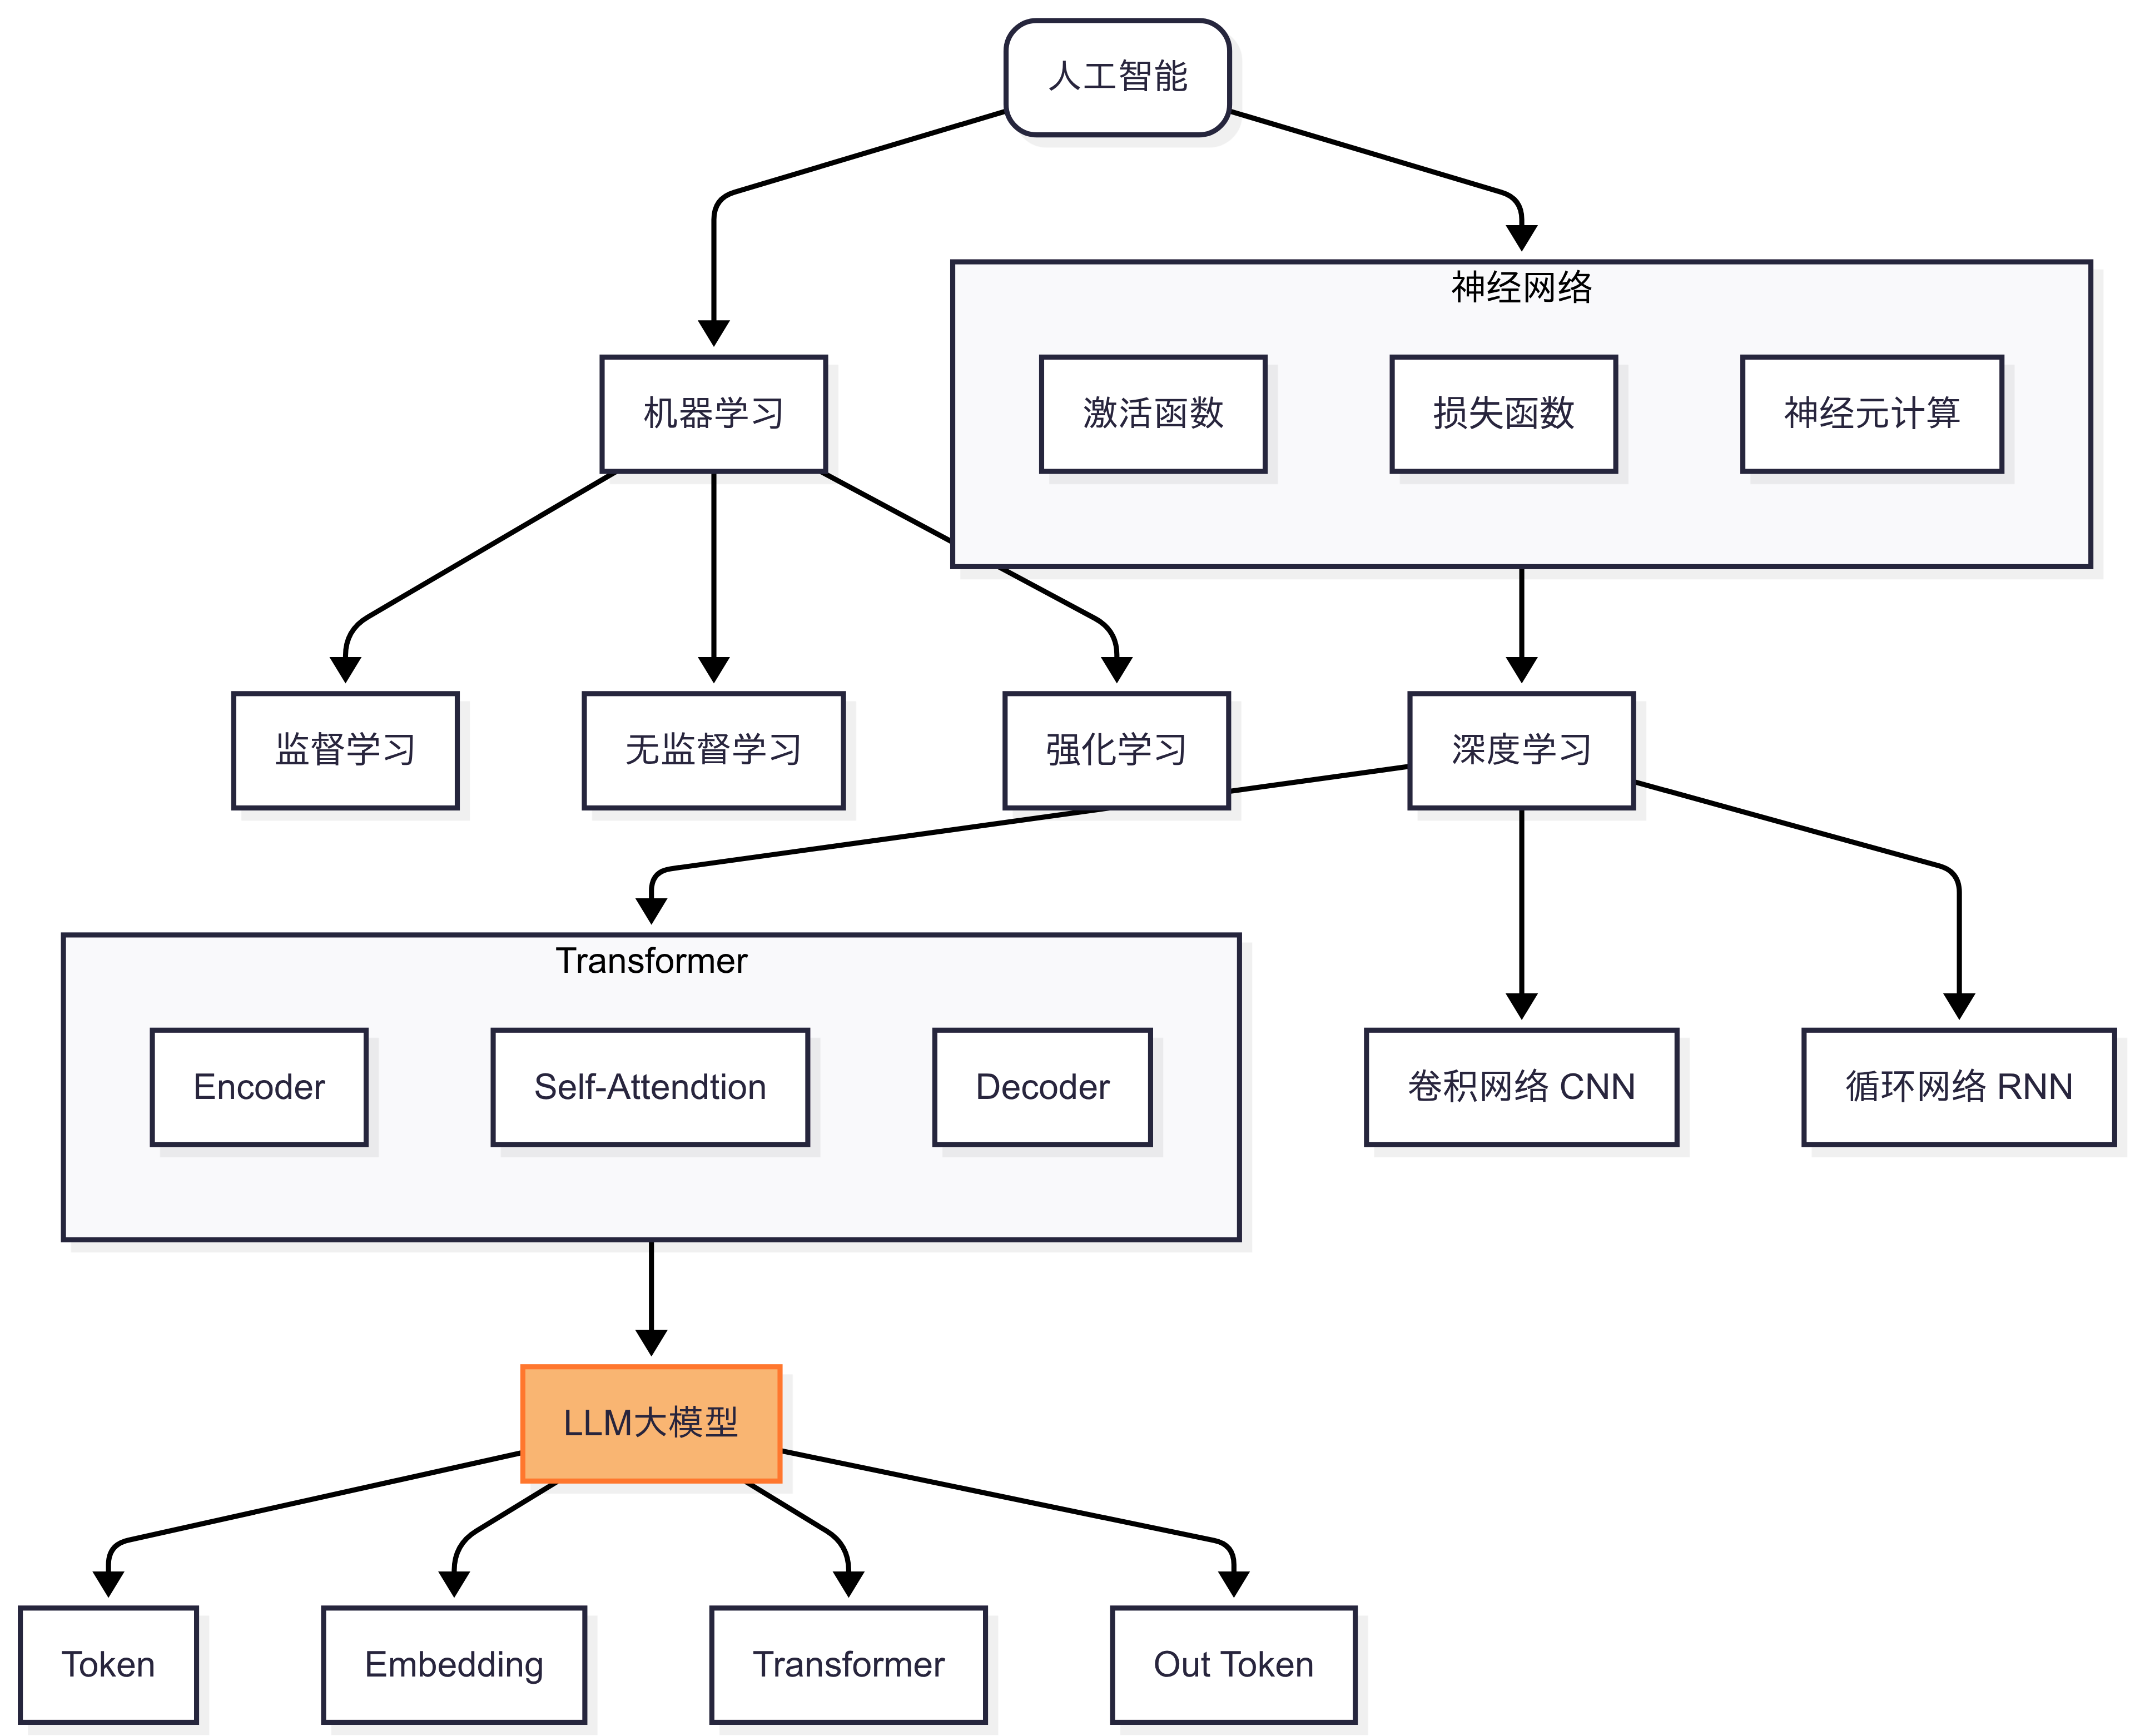 人工智能
神经网络
机器学习
激活函数
损失函数
神经元计算
监督学习
无监督学习
强化学习
深度学习
Transformer
Encoder
Self-Attendtion
Decoder
卷积网络 CNN
循环网络 RNN
LLM大模型
Token
Embedding
Transformer
Out Token